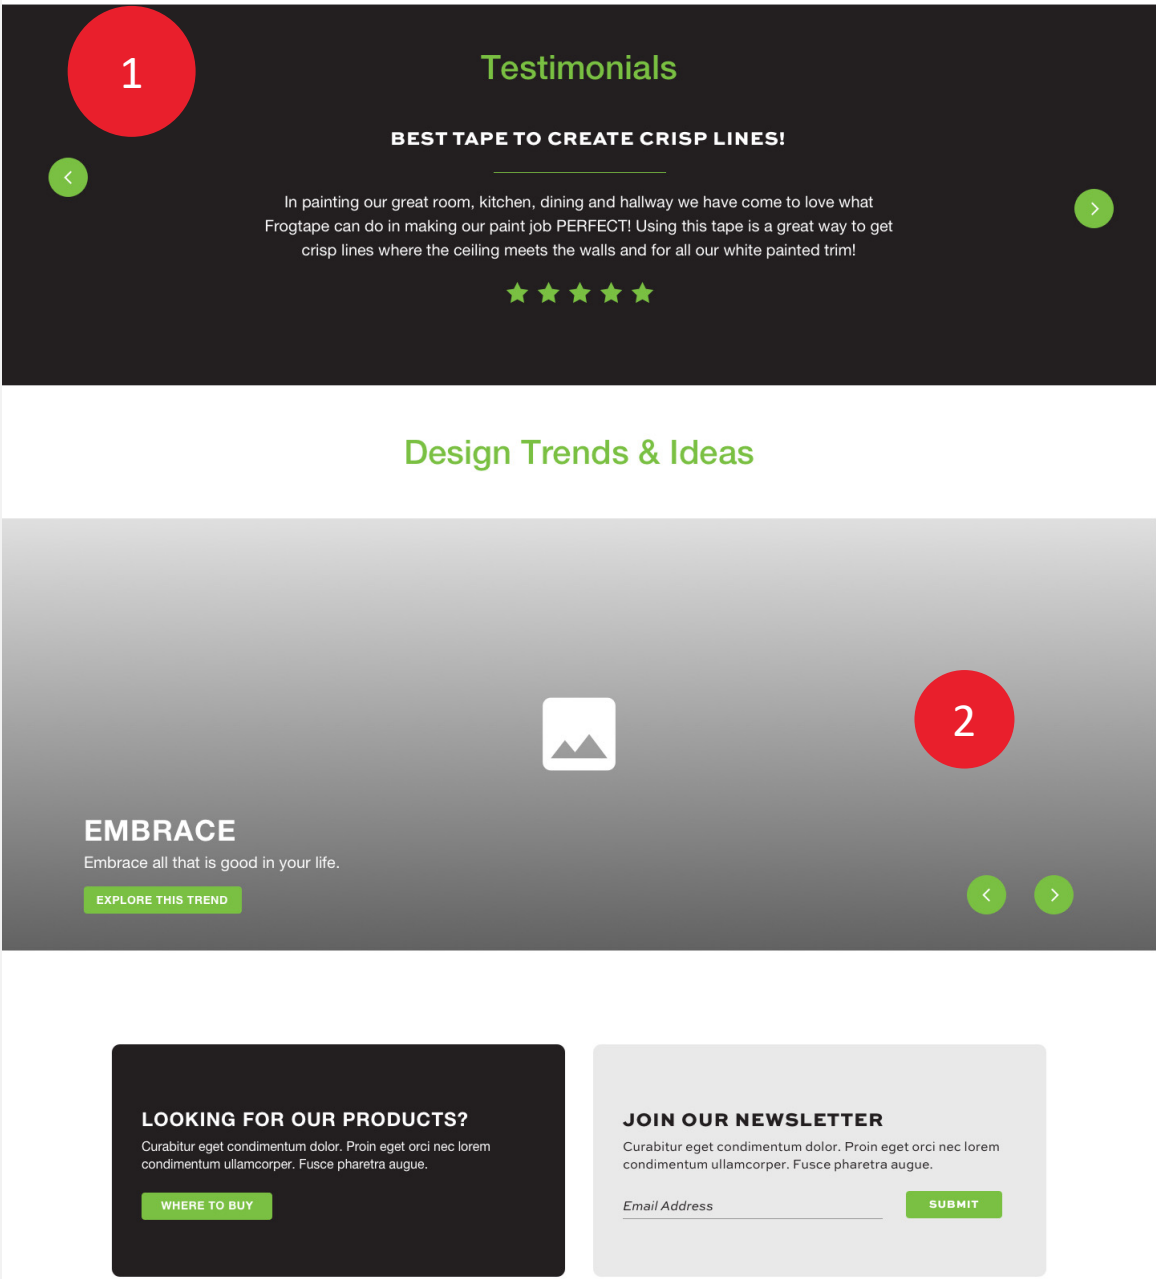 1
Testimonials
BEST TAPE TO CREATE CRISP LINES!
In painting our great room, kitchen, dining and hallway we have come to love what
Frogtape can do in making our paint job PERFECT! Using this tape is a great way to get
crisp lines where the ceiling meets the walls and for all our white painted trim!
Design Trends & Ideas
2
EMBRACE
Embrace all that is good in your life.
EXPLORE THIS TREND
LOOKING FOR OUR PRODUCTS?
Curabitur eget condimentum dolor. Proin eget orci nec lorem
condimentum ullamcorper. Fusce pharetra augue.
WHERE TO BUY
JOIN OUR NEWSLETTER
Curabitur eget condimentum dolor. Proin eget orci nec lorem
condimentum ullamcorper. Fusce pharetra augue.
Email Address
SUBMIT